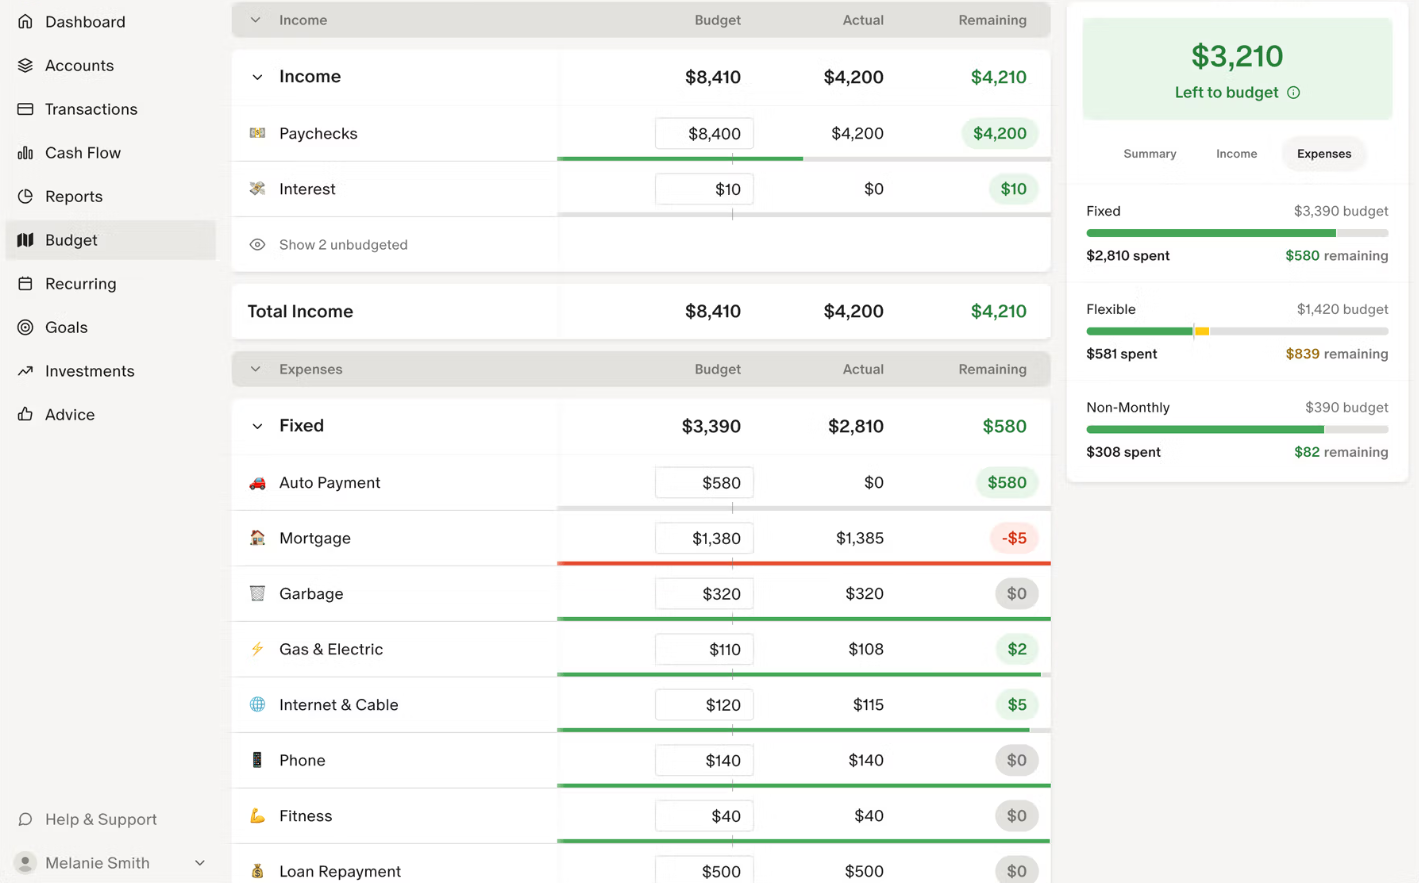 Dashboard
Accounts
Transactions
Cash Flow
Reports
Budget
Recurring
Goals
Investments
Advice
Help & Support
Melanie Smith
Income Budget Actual Remaining
Income $8,410 $4,200 $4,210
Paychecks $8,400 $4,200 $4,200
Interest $10 $0 $10
Show 2 unbudgeted
Total Income $8,410 $4,200 $4,210
Expenses Budget Actual Remaining
Fixed $3,390 $2,810 $580
Auto Payment $580 $0 $580
Mortgage $1,380 $1,385 -$5
Garbage $320 $320 $0
Gas & Electric $110 $108 $2
Internet & Cable $120 $115 $5
Phone $140 $140 $0
Fitness $40 $40 $0
Loan Repayment $500 $500 $0
$3,210
Left to budget
Summary Income Expenses
Fixed $3,390 budget
$2,810 spent $580 remaining
Flexible $1,420 budget
$581 spent $839 remaining
Non-Monthly $390 budget
$308 spent $82 remaining